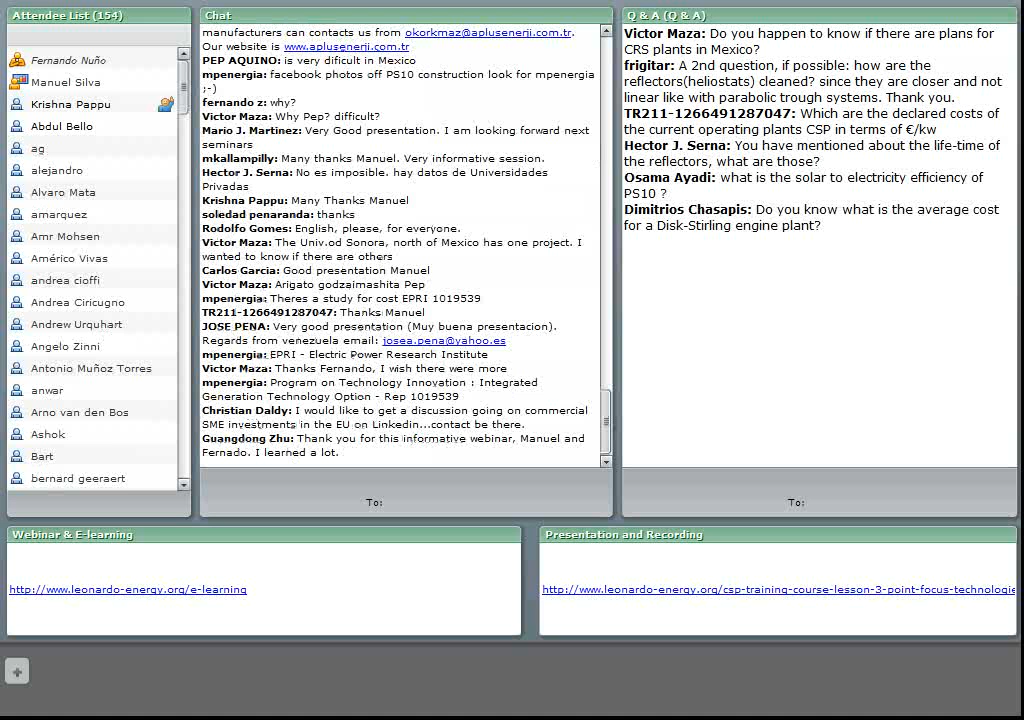 Attendee List (154)
Fernando Nuño
Manuel Silva
Krishna Pappu
Abdul Bello
ag
alejandro
Alvaro Mata
amarquez
Amr Mohsen
Américo Vivas
andrea cioffi
Andrea Ciricugno
Andrew Urquhart
Angelo Zinni
Antonio Muñoz Torres
anwar
Arno van den Bos
Ashok
Bart
bernard geeraert
Chat
manufacturers can contacts us from okorkmaz@aplusenerji.com.tr.
Our website is www.aplusenerji.com.tr
PEP AQUINO: is very dificult in Mexico
mpenergia: facebook photos off PS10 construction look for mpenergia
;-)
fernando z: why?
Victor Maza: Why Pep? difficult?
Mario J. Martinez: Very Good presentation. I am looking forward next
seminars
mkallampilly: Many thanks Manuel. Very informative session.
Hector J. Serna: No es imposible. hay datos de Universidades
Privadas
Krishna Pappu: Many Thanks Manuel
soledad penaranda: thanks
Rodolfo Gomes: English, please, for everyone.
Victor Maza: The Univ.od Sonora, north of Mexico has one project. I
wanted to know if there are others
Carlos Garcia: Good presentation Manuel
Victor Maza: Arigato godzaimashita Pep
mpenergia: Theres a study for cost EPRI 1019539
TR211-1266491287047: Thanks Manuel
JOSE PENA: Very good presentation (Muy buena presentacion).
Regards from venezuela email: josea.pena@yahoo.es
mpenergia: EPRI - Electric Power Research Institute
Victor Maza: Thanks Fernando, I wish there were more
mpenergia: Program on Technology Innovation : Integrated
Generation Technology Option - Rep 1019539
Christian Daldy: I would like to get a discussion going on commercial
SME investments in the EU on Linkedin...contact be there.
Guangdong Zhu: Thank you for this informative webinar, Manuel and
Fernado. I learned a lot.
To:
Q & A (Q & A)
Victor Maza: Do you happen to know if there are plans for
CRS plants in Mexico?
frigitar: A 2nd question, if possible: how are the
reflectors(heliostats) cleaned? since they are closer and not
linear like with parabolic trough systems. Thank you.
TR211-1266491287047: Which are the declared costs of
the current operating plants CSP in terms of €/kw
Hector J. Serna: You have mentioned about the life-time of
the reflectors, what are those?
Osama Ayadi: what is the solar to electricity efficiency of
PS10 ?
Dimitrios Chasapis: Do you know what is the average cost
for a Disk-Stirling engine plant?
To:
Webinar & E-learning
http://www.leonardo-energy.org/e-learning
Presentation and Recording
http://www.leonardo-energy.org/csp-training-course-lesson-3-point-focus-technologie